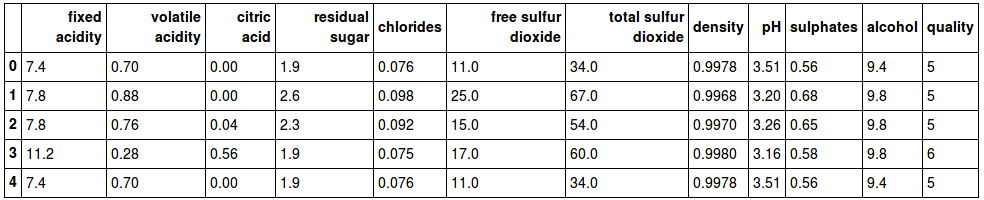 fixed acidity volatile acidity citric acid residual sugar chlorides free sulfur dioxide total sulfur dioxide density pH sulphates alcohol quality
0 7.4 0.70 0.00 1.9 0.076 11.0 34.0 0.9978 3.51 0.56 9.4 5
1 7.8 0.88 0.00 2.6 0.098 25.0 67.0 0.9968 3.20 0.68 9.8 5
2 7.8 0.76 0.04 2.3 0.092 15.0 54.0 0.9970 3.26 0.65 9.8 5
3 11.2 0.28 0.56 1.9 0.075 17.0 60.0 0.9980 3.16 0.58 9.8 6
4 7.4 0.70 0.00 1.9 0.076 11.0 34.0 0.9978 3.51 0.56 9.4 5